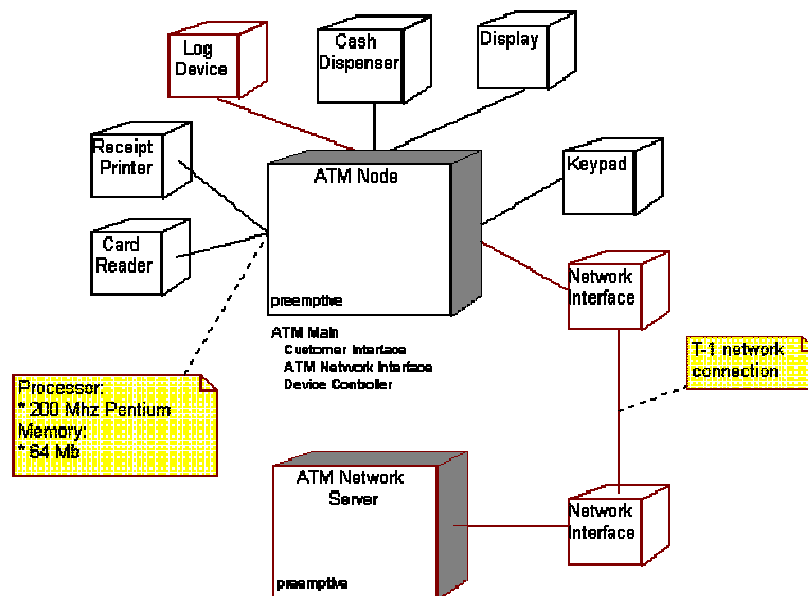 Log
Device
Cash
Dispenser
Display
Receipt
Printer
ATM Node
Keypad
Card
Reader
preemptive
Network
Interface
ATM Main
Customer Interface
ATM Network Interface
Device Controller
T-1 network
connection
Processor:
* 200 Mhz Pentium
Memory:
* 64 Mb
ATM Network
Server
Network
Interface
preemptive